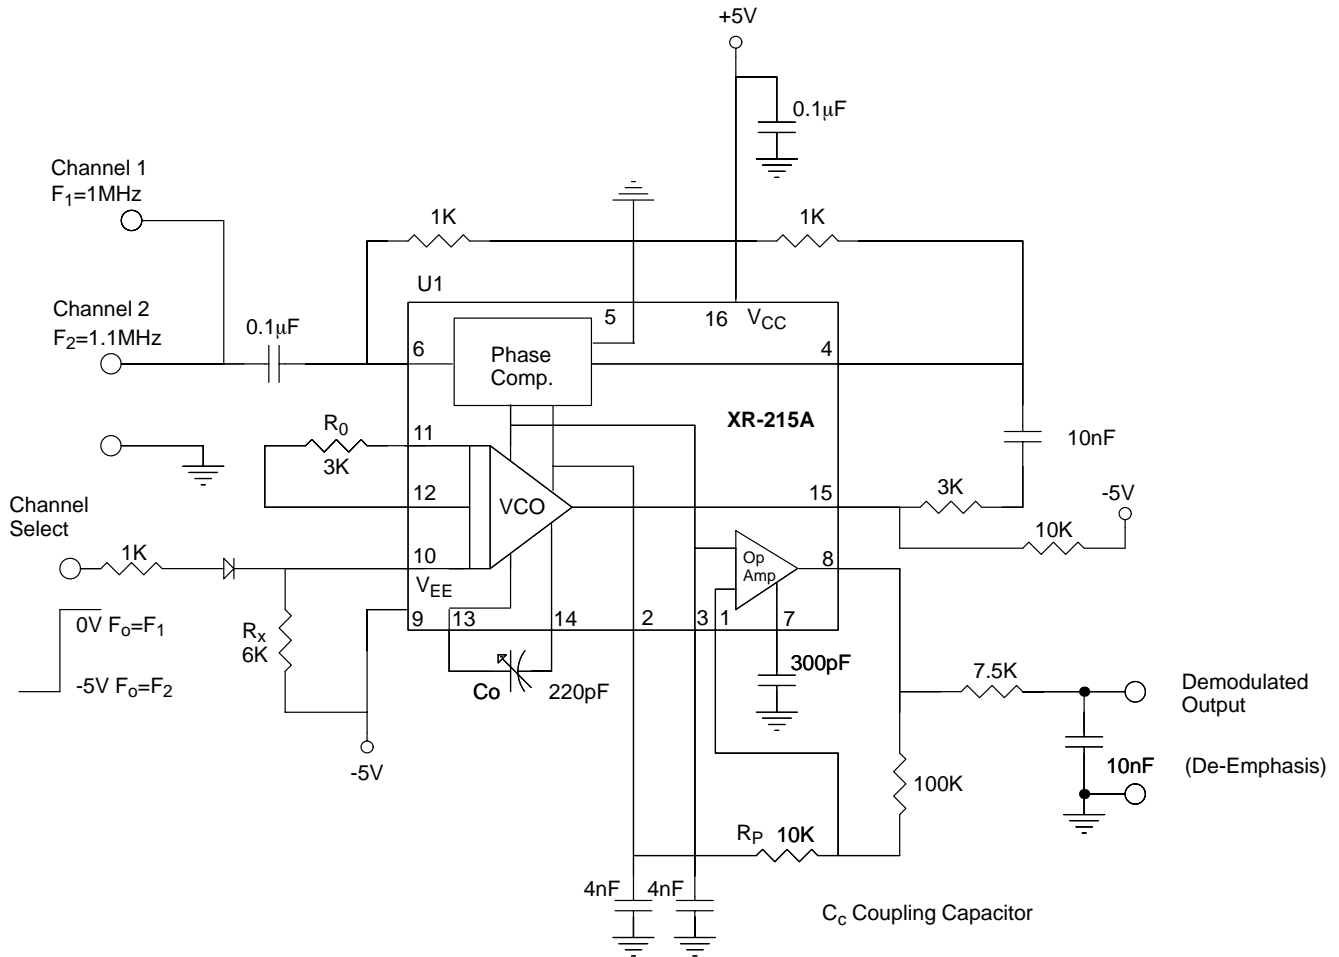 +5V
0.1μF
Channel 1
F1=1MHz
1K
1K
U1
Channel 2
F2=1.1MHz
0.1μF
5
16
VCC
6
Phase
Comp.
4
XR-215A
R0
3K
11
10nF
12
VCO
15
3K
-5V
Channel
Select
1K
10
VEE
Op
Amp
8
10K
0V Fo=F1
-5V Fo=F2
Rx
6K
9
13
14
2
3
1
7
Co
220pF
300pF
7.5K
Demodulated
Output
-5V
100K
10nF
(De-Emphasis)
RP
10K
4nF
4nF
Cc Coupling Capacitor